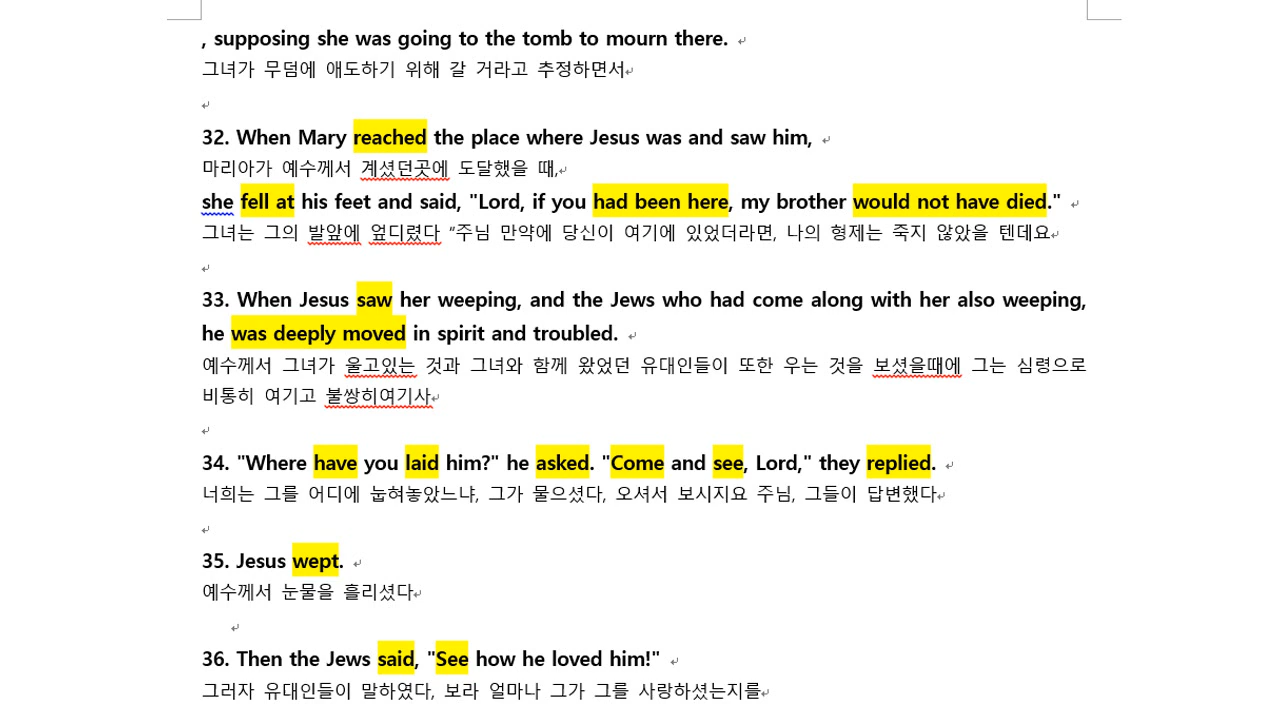 , supposing she was going to the tomb to mourn there.
그녀가 무덤에 애도하기 위해 갈 거라고 추정하면서
32. When Mary reached the place where Jesus was and saw him,
마리아가 예수께서 계셨던곳에 도달했을 때,
she fell at his feet and said, "Lord, if you had been here, my brother would not have died."
그녀는 그의 발앞에 엎디렸다 “주님 만약에 당신이 여기에 있었더라면, 나의 형제는 죽지 않았을 텐데요
33. When Jesus saw her weeping, and the Jews who had come along with her also weeping,
he was deeply moved in spirit and troubled.
예수께서 그녀가 울고있는 것과 그녀와 함께 왔었던 유대인들이 또한 우는 것을 보셨을때에 그는 심령으로
비통히 여기고 불쌍히여기사
34. "Where have you laid him?" he asked. "Come and see, Lord," they replied.
너희는 그를 어디에 눕혀놓았느냐, 그가 물으셨다, 오셔서 보시지요 주님, 그들이 답변했다
35. Jesus wept.
예수께서 눈물을 흘리셨다
36. Then the Jews said, "See how he loved him!"
그러자 유대인들이 말하였다, 보라 얼마나 그가 그를 사랑하셨는지를